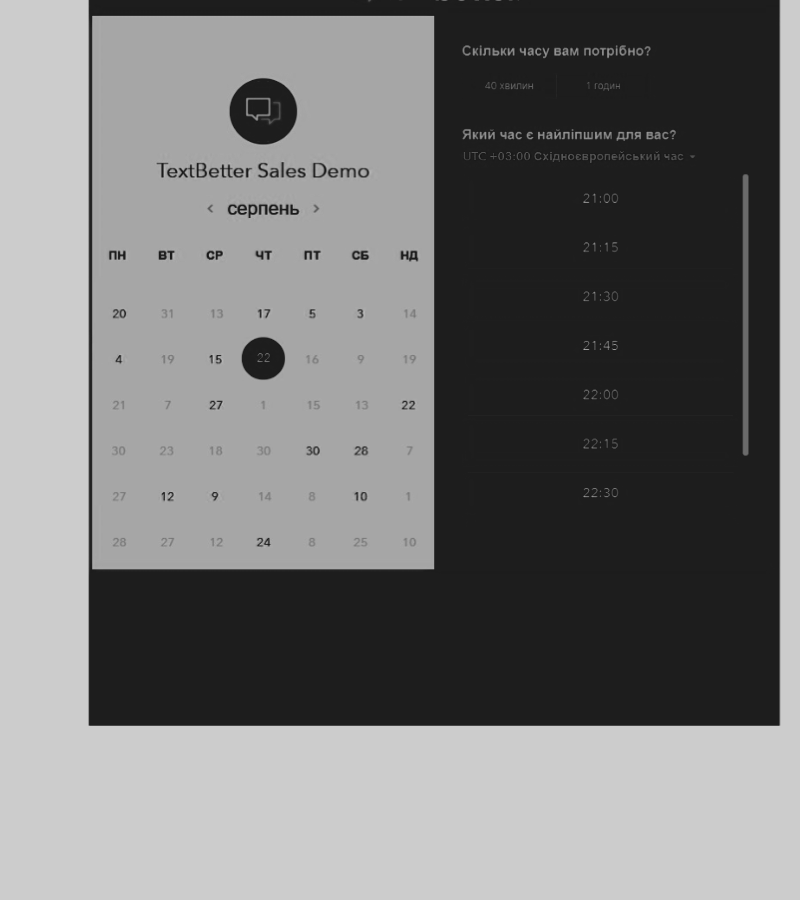 TextBetter Sales Demo
‹ серпень ›
ПН ВТ СР ЧТ ПТ СБ НД
20 31 13 17 5 3 14
4 19 15 22 16 9 19
21 7 27 1 15 13 22
30 23 18 30 30 28 7
27 12 9 14 8 10 1
28 27 12 24 8 25 10
Скільки часу вам потрібно?
40 хвилин 1 годин
Який час є найліпшим для вас?
UTC +03:00 Східноєвропейський час
21:00
21:15
21:30
21:45
22:00
22:15
22:30